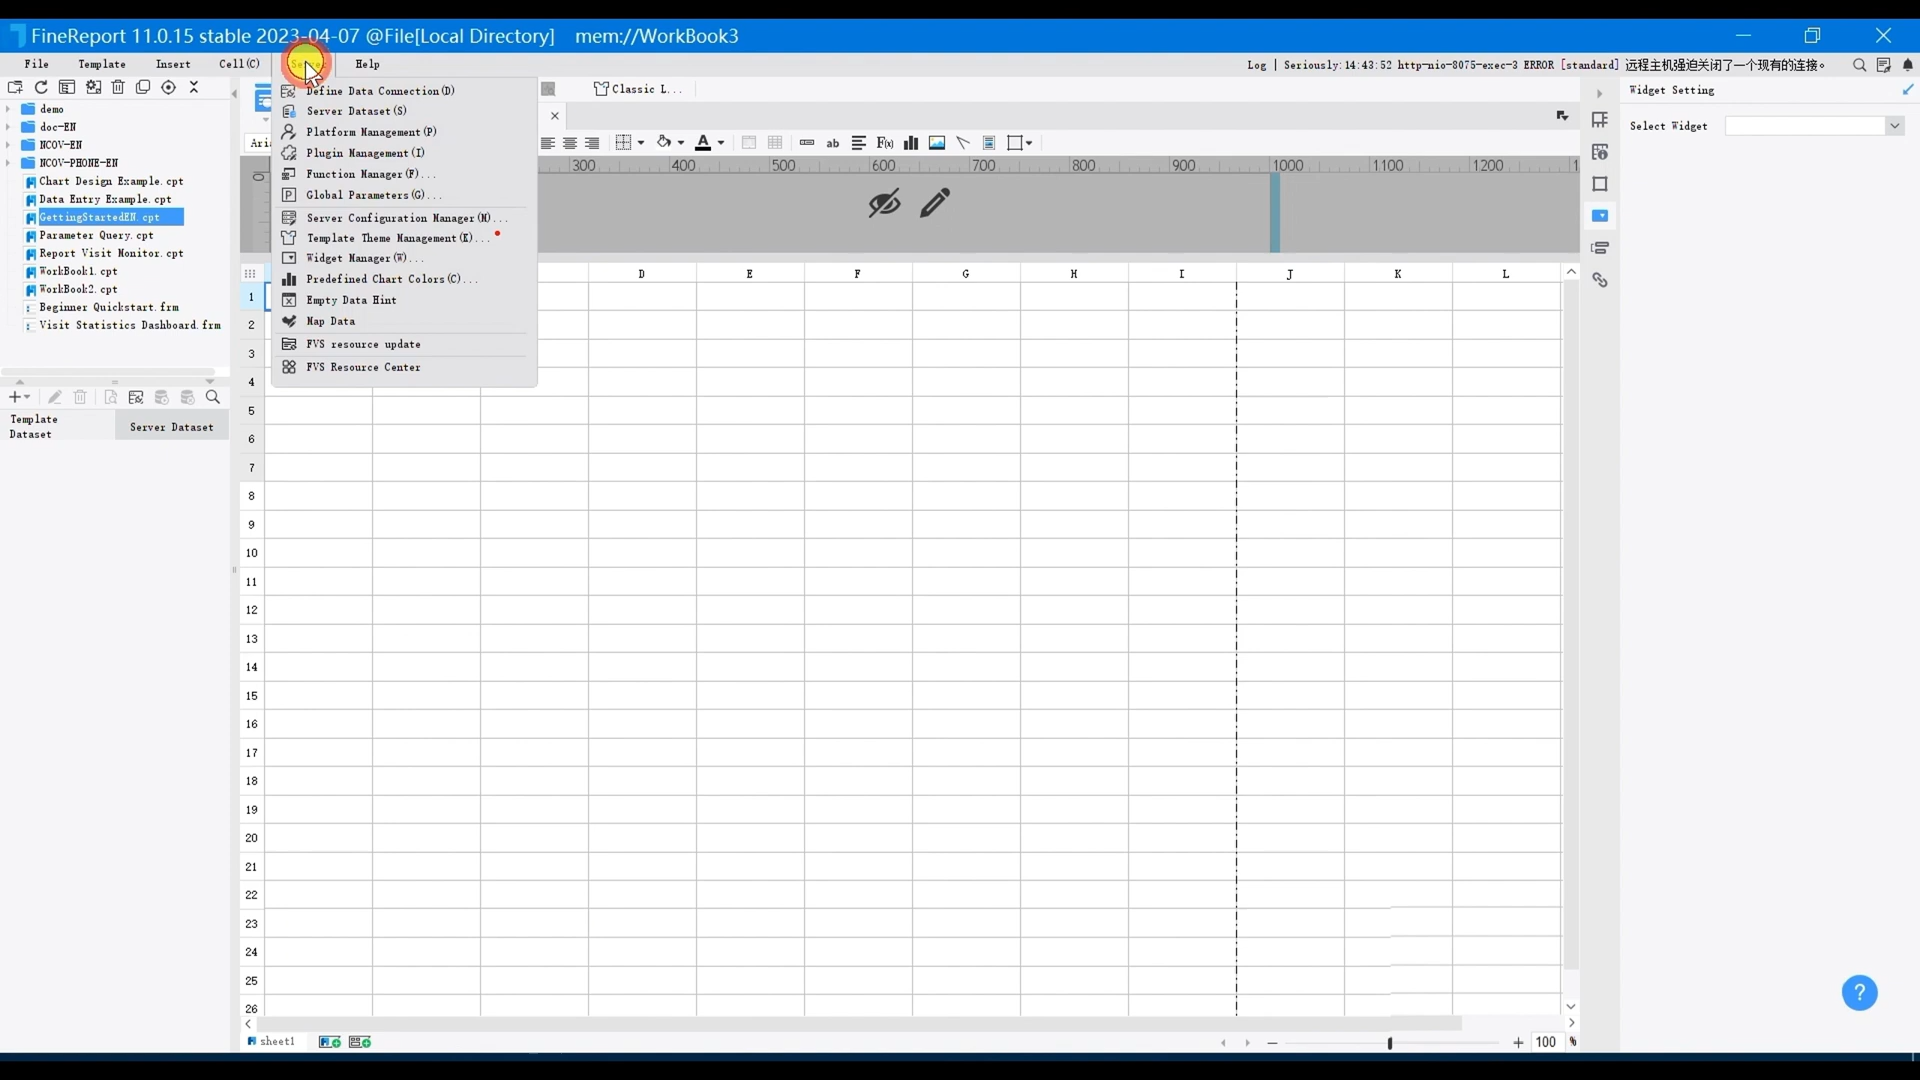 FineReport 11.0.15 stable 2023-04-07 @File[Local Directory] mem://WorkBook3
File Template Insert Cell(C) Help
Log | Seriously:14:43:52 http-nio-8075-exec-3 ERROR [standard] 远程主机强迫关闭了一个现有的连接。
Define Data Connection(D)
Server Dataset(S)
Platform Management(P)
Plugin Management(I)
Function Manager(F)...
Global Parameters(G)...
Server Configuration Manager(M)...
Template Theme Management(K)...
Widget Manager(W)...
Predefined Chart Colors(C)...
Empty Data Hint
Map Data
FVS resource update
FVS Resource Center
demo
doc-EN
NCOV-EN
NCOV-PHONE-EN
Chart Design Example.cpt
Data Entry Example.cpt
GettingStartedEN.cpt
Parameter Query.cpt
Report Visit Monitor.cpt
WorkBook1.cpt
WorkBook2.cpt
Beginner Quickstart.frm
Visit Statistics Dashboard.frm
Template
Dataset
Server Dataset
Classic L...
Ari
ab
F(x)
0
300 400 500 600 700 800 900 1000 1100 1200
D E F G H I J K L
1
2
3
4
5
6
7
8
9
10
11
12
13
14
15
16
17
18
19
20
21
22
23
24
25
26
sheet1
100 %
Widget Setting
Select Widget
?